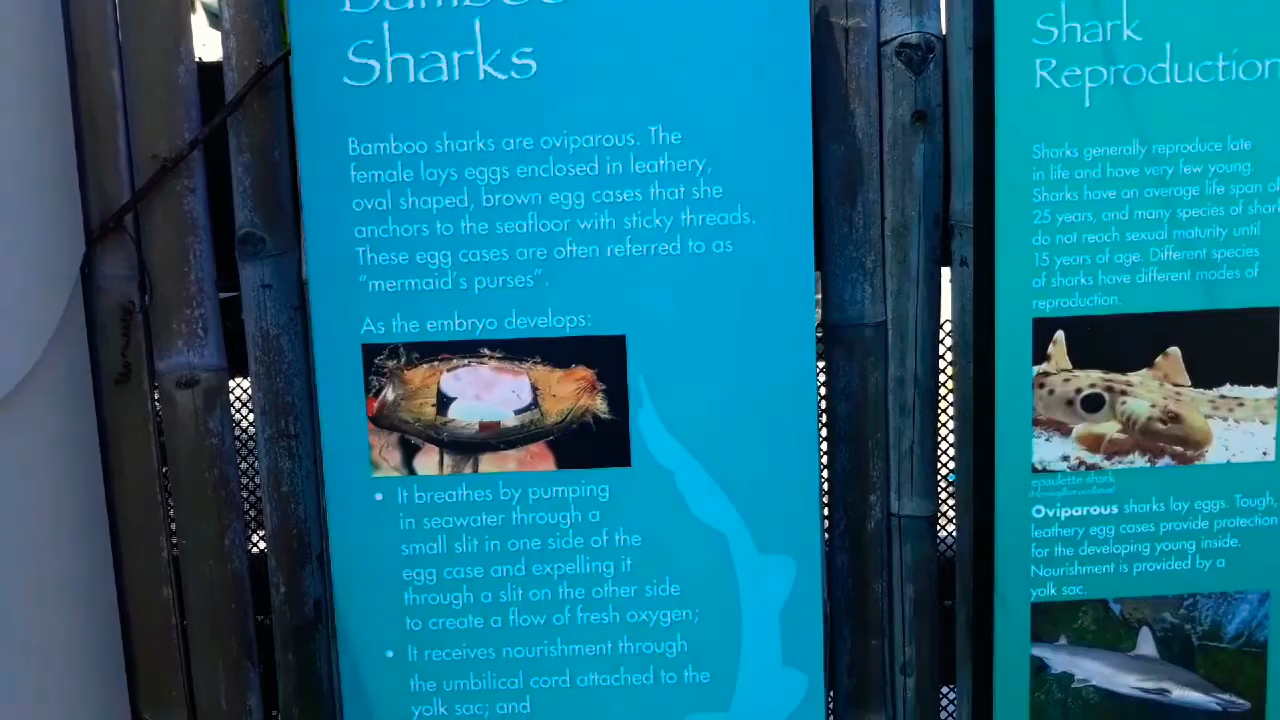 Bamboo
Sharks
Bamboo sharks are oviparous. The
female lays eggs enclosed in leathery,
oval shaped, brown egg cases that she
anchors to the seafloor with sticky threads.
These egg cases are often referred to as
"mermaid's purses".
As the embryo develops:
• It breathes by pumping
in seawater through a
small slit in one side of the
egg case and expelling it
through a slit on the other side
to create a flow of fresh oxygen;
• It receives nourishment through
the umbilical cord attached to the
yolk sac; and
Shark
Reproduction
Sharks generally reproduce late
in life and have very few young.
Sharks have an average life span of
25 years, and many species of shark
do not reach sexual maturity until
15 years of age. Different species
of sharks have different modes of
reproduction.
epaulette shark
Oviparous sharks lay eggs. Tough,
leathery egg cases provide protection
for the developing young inside.
Nourishment is provided by a
yolk sac.